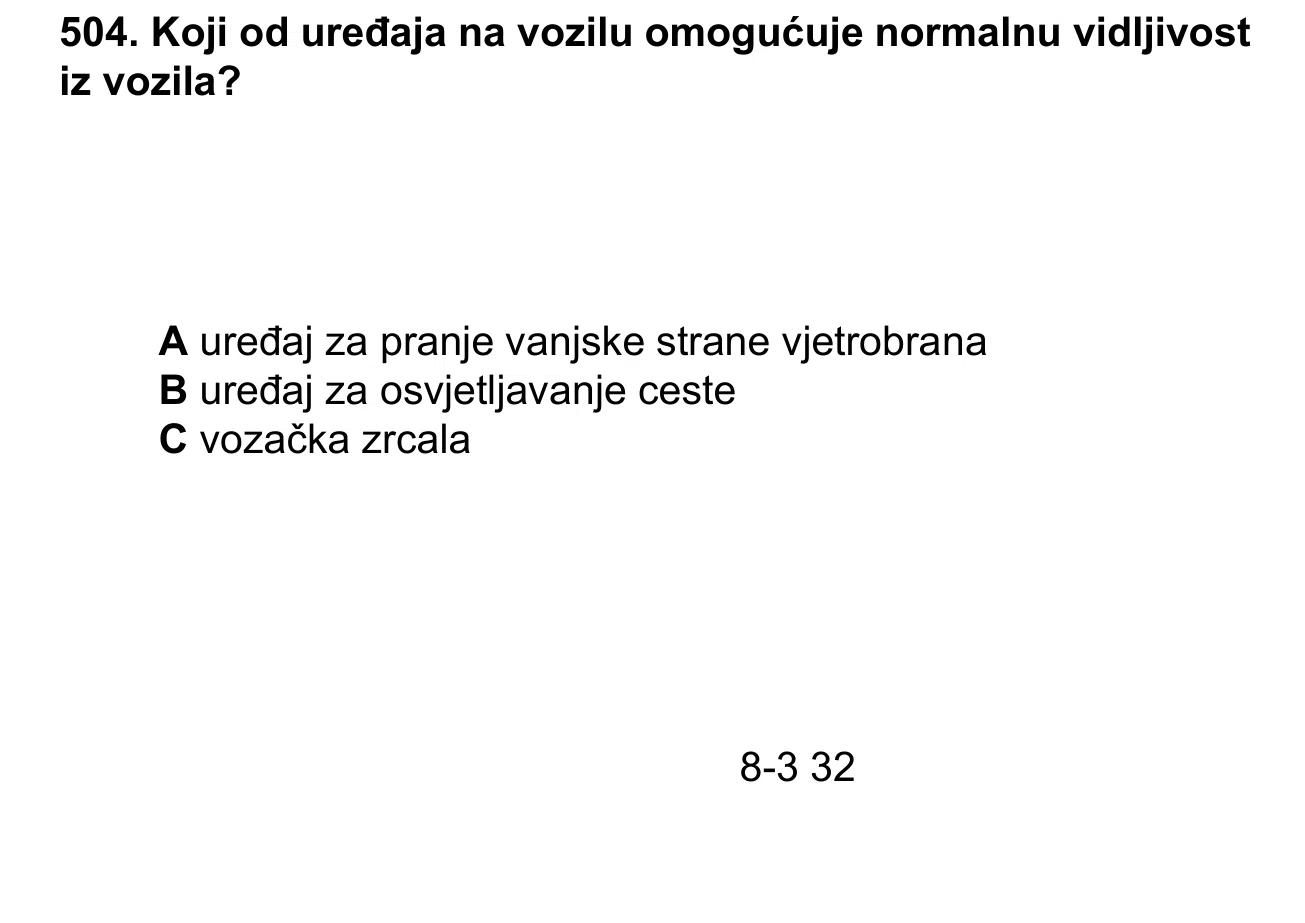 504. Koji od uređaja na vozilu omogućuje normalnu vidljivost
iz vozila?
A uređaj za pranje vanjske strane vjetrobrana
B uređaj za osvjetljavanje ceste
C vozačka zrcala
8-3 32